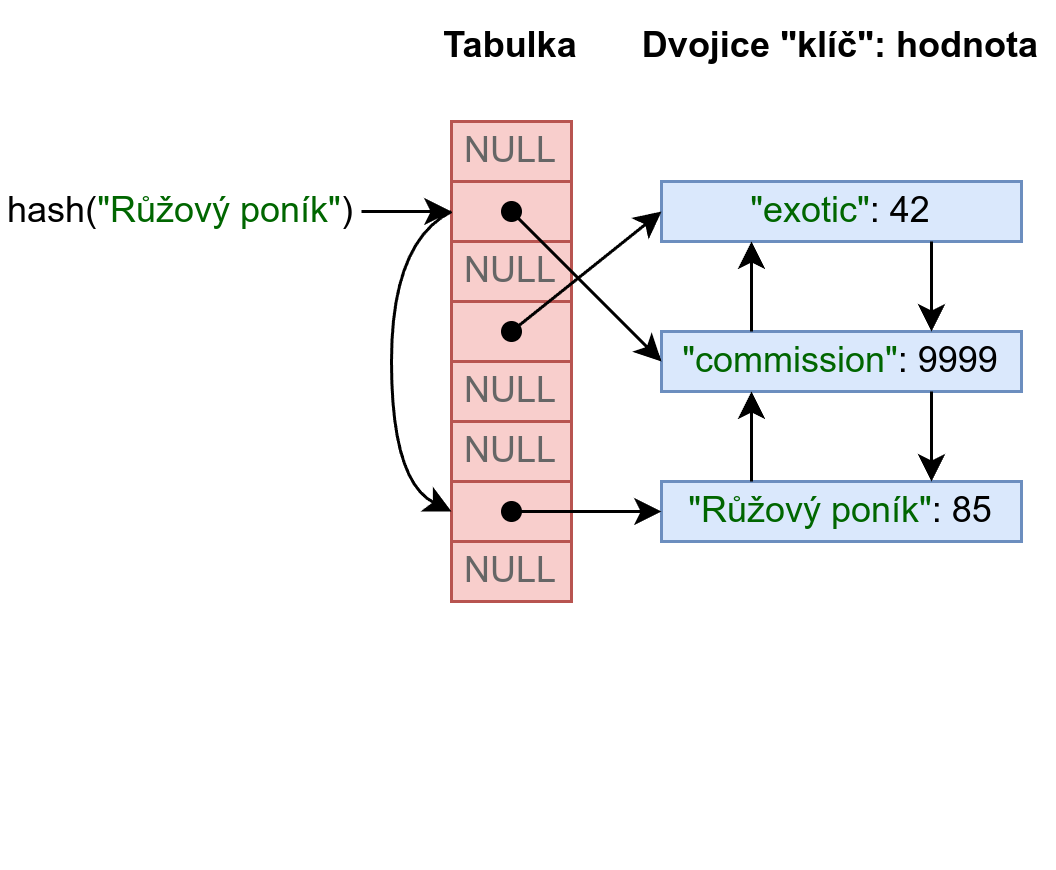 Tabulka
Dvojice "klíč": hodnota
NULL
hash("Růžový poník")
"exotic": 42
NULL
"commission": 9999
NULL
NULL
"Růžový poník": 85
NULL